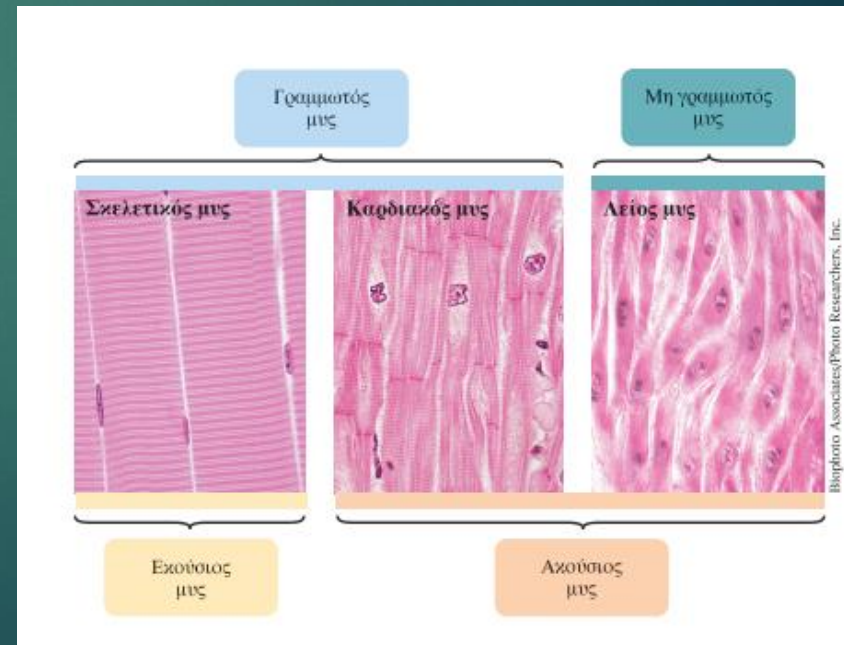 Γραμμωτός
μυς
Μη γραμμωτός
μυς
Σκελετικός μυς
Καρδιακός μυς
Λείος μυς
Biophoto Associates/Photo Researchers, Inc.
Εκούσιος
μυς
Ακούσιος
μυς